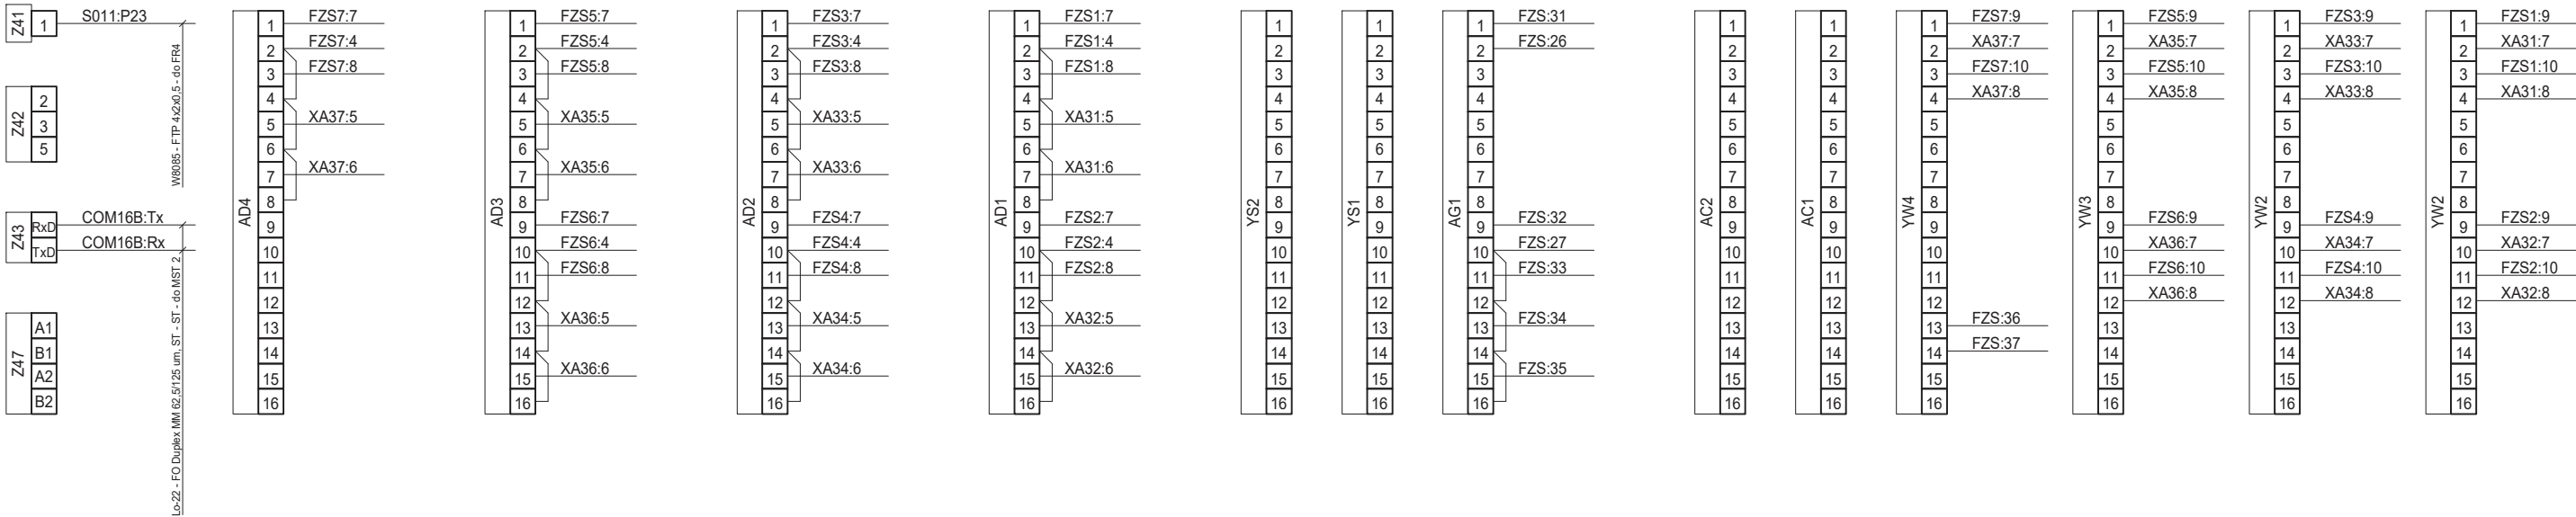 Z41
1 S011:P23
W8085 - FTP 4x2x0,5 - do FR4
Z42
2
3
5
Z43
RxD COM16B:Tx
TxD COM16B:Rx
Lo-22 - FO Duplex MM 62,5/125 um, ST - ST - do MST 2
Z47
A1
B1
A2
B2
AD4
1 FZS7:7
2 FZS7:4
3 FZS7:8
4
5 XA37:5
6
7 XA37:6
8
9
10
11
12
13
14
15
16
AD3
1 FZS5:7
2 FZS5:4
3 FZS5:8
4
5 XA35:5
6
7 XA35:6
8
9 FZS6:7
10 FZS6:4
11 FZS6:8
12
13 XA36:5
14
15 XA36:6
16
AD2
1 FZS3:7
2 FZS3:4
3 FZS3:8
4
5 XA33:5
6
7 XA33:6
8
9 FZS4:7
10 FZS4:4
11 FZS4:8
12
13 XA34:5
14
15 XA34:6
16
AD1
1 FZS1:7
2 FZS1:4
3 FZS1:8
4
5 XA31:5
6
7 XA31:6
8
9 FZS2:7
10 FZS2:4
11 FZS2:8
12
13 XA32:5
14
15 XA32:6
16
YS2
1
2
3
4
5
6
7
8
9
10
11
12
13
14
15
16
YS1
1
2
3
4
5
6
7
8
9
10
11
12
13
14
15
16
AG1
1 FZS:31
2 FZS:26
3
4
5
6
7
8
9 FZS:32
10 FZS:27
11 FZS:33
12
13 FZS:34
14
15 FZS:35
16
AC2
1
2
3
4
5
6
7
8
9
10
11
12
13
14
15
16
AC1
1
2
3
4
5
6
7
8
9
10
11
12
13
14
15
16
YW4
1 FZS7:9
2 XA37:7
3 FZS7:10
4 XA37:8
5
6
7
8
9
10
11
12
13 FZS:36
14 FZS:37
15
16
YW3
1 FZS5:9
2 XA35:7
3 FZS5:10
4 XA35:8
5
6
7
8
9 FZS6:9
10 XA36:7
11 FZS6:10
12 XA36:8
13
14
15
16
YW2
1 FZS3:9
2 XA33:7
3 FZS3:10
4 XA33:8
5
6
7
8
9 FZS4:9
10 XA34:7
11 FZS4:10
12 XA34:8
13
14
15
16
YW2
1 FZS1:9
2 XA31:7
3 FZS1:10
4 XA31:8
5
6
7
8
9 FZS2:9
10 XA32:7
11 FZS2:10
12 XA32:8
13
14
15
16